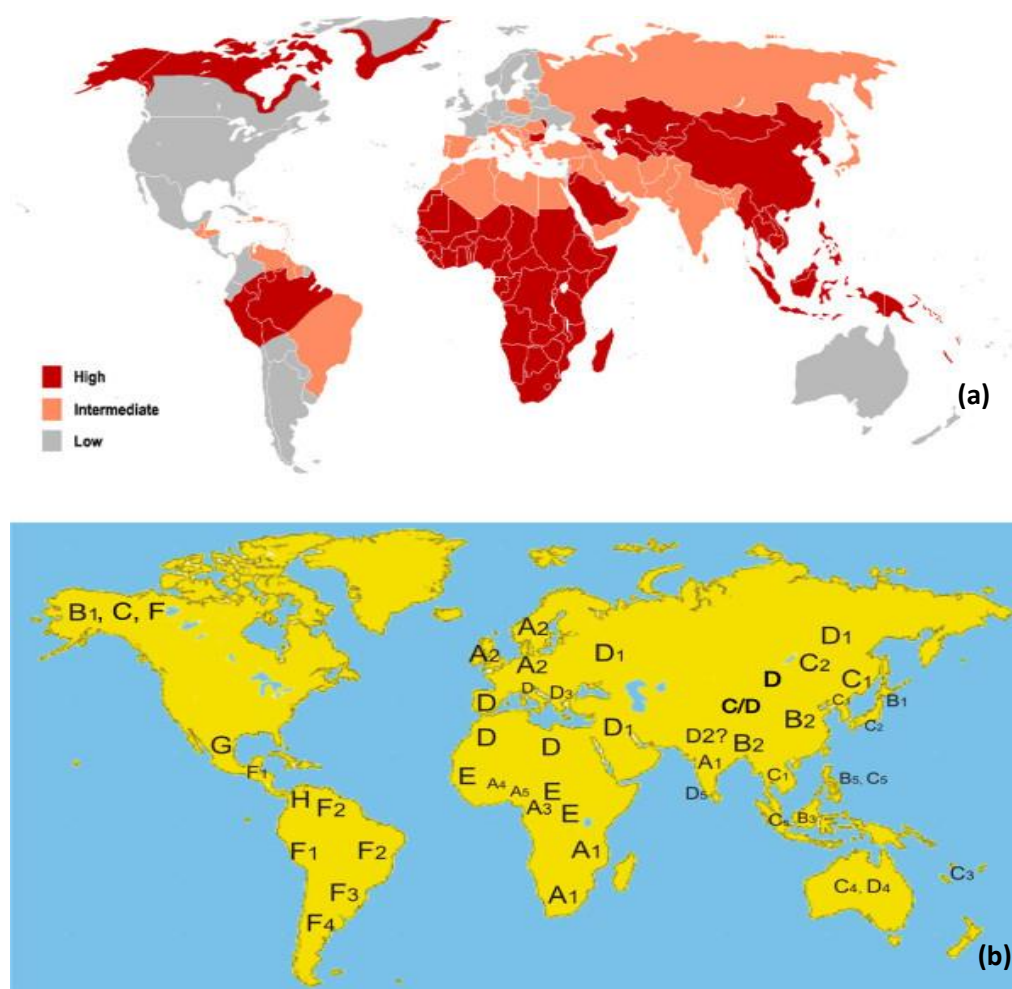 High
Intermediate
Low
(a)
B1, C, F
A2
A2
A2
D1
D1
C2
D
C1
C1
B1
C/D
B2
C2
D
D3
D
D1
D
D
D2?
B2
A1
G
F1
E
A4
A5
E
A3
E
D5
C1
B5, C5
B3
H
F2
F1
F2
A1
A1
C4, D4
C3
F3
F4
(b)